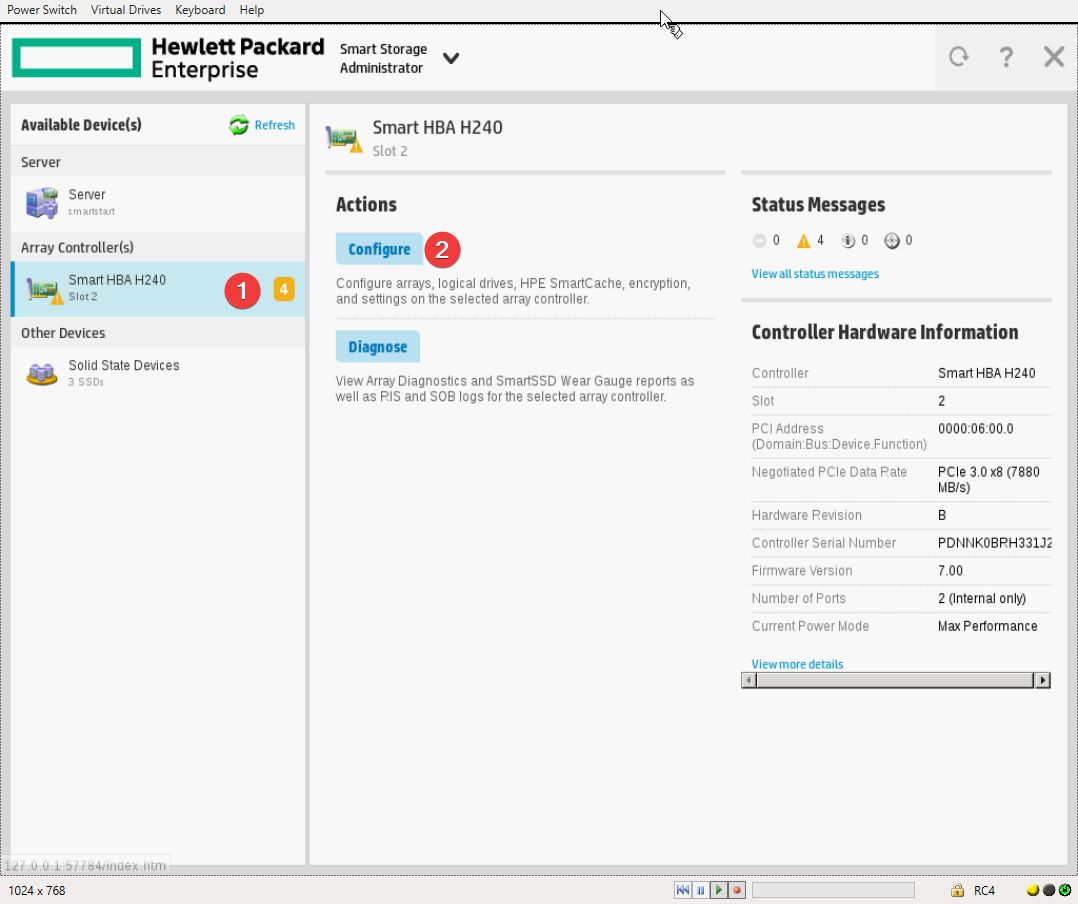 Power Switch Virtual Drives Keyboard Help
Hewlett Packard
Enterprise
Smart Storage
Administrator
?
Available Device(s)
Refresh
Server
Server
smartstart
Array Controller(s)
Smart HBA H240
Slot 2
1
4
Other Devices
Solid State Devices
3 SSDs
Smart HBA H240
Slot 2
Actions
Configure
2
Configure arrays, logical drives, HPE SmartCache, encryption,
and settings on the selected array controller.
Diagnose
View Array Diagnostics and SmartSSD Wear Gauge reports as
well as RIS and SOB logs for the selected array controller.
Status Messages
0 4 0 0
View all status messages
Controller Hardware Information
Controller Smart HBA H240
Slot 2
PCI Address 0000:06:00.0
(Domain:Bus:Device.Function)
Negotiated PCIe Data Rate PCIe 3.0 x8 (7880
MB/s)
Hardware Revision B
Controller Serial Number PDNNK0BRH331J2
Firmware Version 7.00
Number of Ports 2 (Internal only)
Current Power Mode Max Performance
View more details
127.0.0.1:57784/index.htm
1024 x 768
RC4